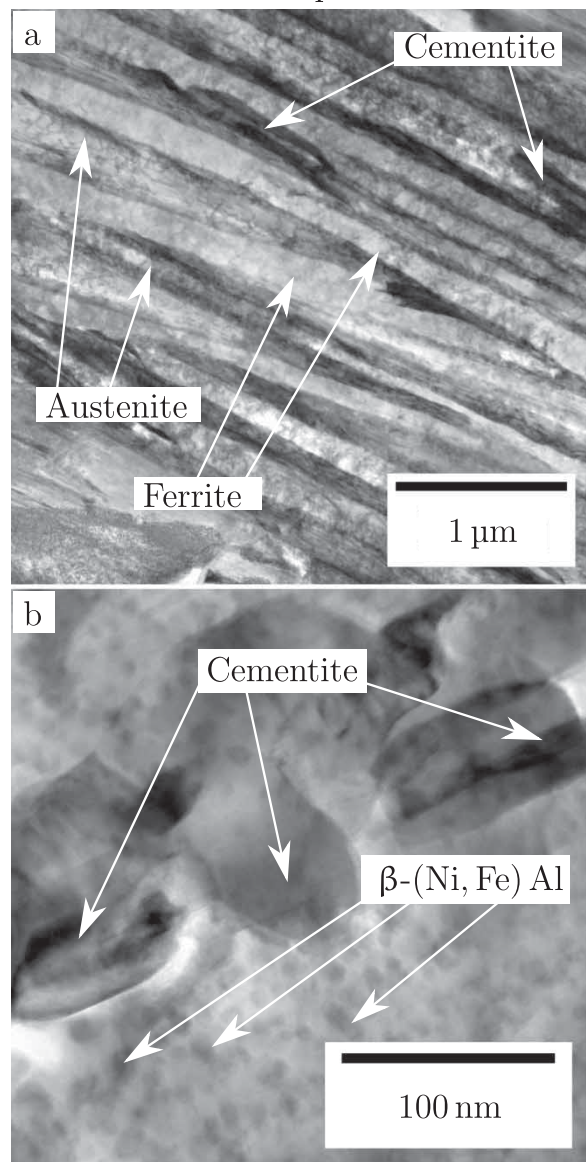 a
Cementite
Austenite
Ferrite
1 µm
b
Cementite
β-(Ni, Fe) Al
100 nm